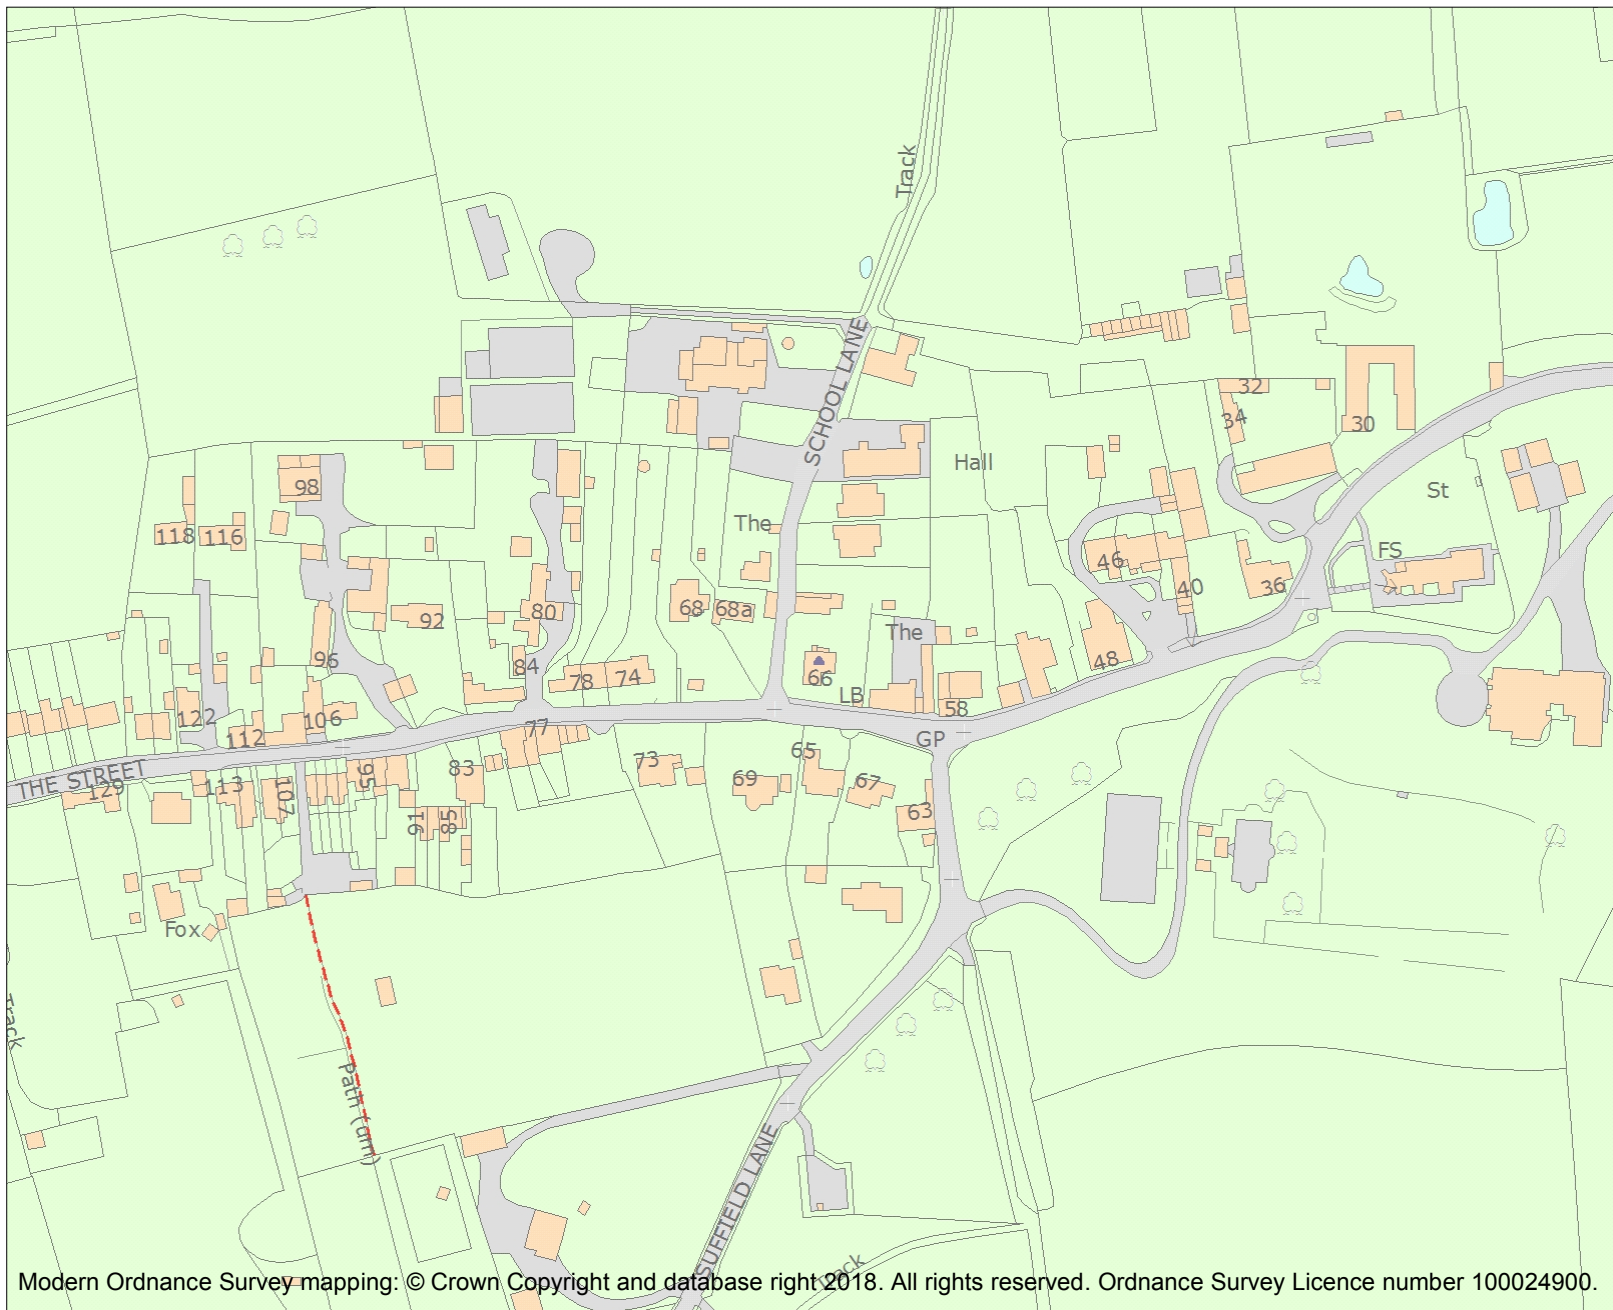 Track
SCHOOL LANE
Hall
32
34
30
St
98
The
118
116
FS
46
40
36
68
68a
80
92
The
96
84
78
74
66
LB
48
58
122
106
112
77
GP
THE STREET
129
113
107
95
83
73
65
69
67
63
91
85
Fox
Track
Path (um)
SUFFIELD LANE
Track
Modern Ordnance Survey mapping: © Crown Copyright and database right 2018. All rights reserved. Ordnance Survey Licence number 100024900.